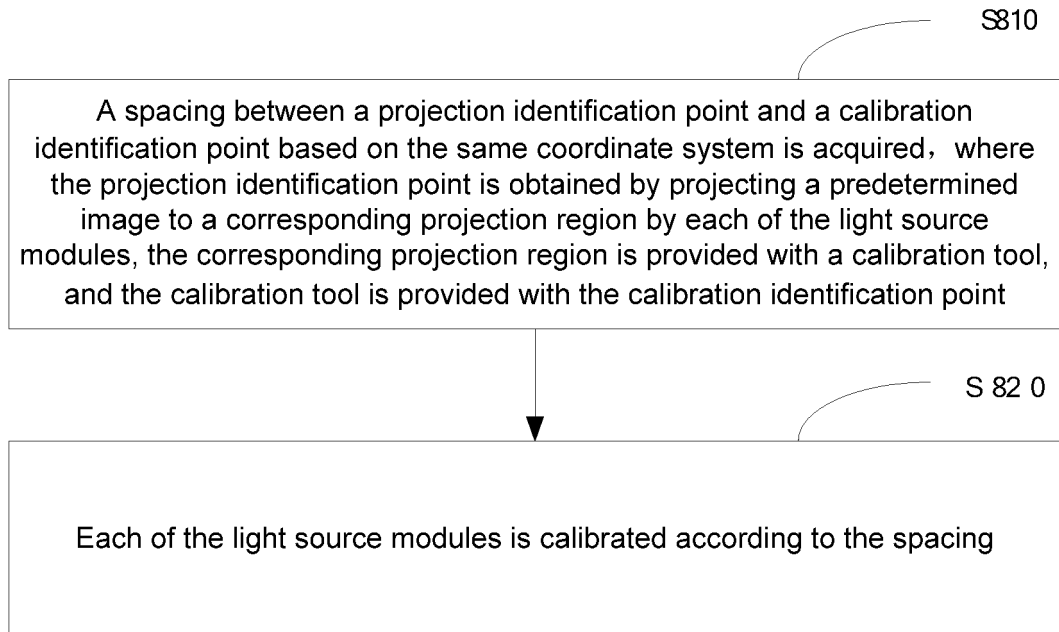 S810
A spacing between a projection identification point and a calibration
identification point based on the same coordinate system is acquired， where
the projection identification point is obtained by projecting a predetermined
image to a corresponding projection region by each of the light source
modules, the corresponding projection region is provided with a calibration tool,
and the calibration tool is provided with the calibration identification point
S 82 0
Each of the light source modules is calibrated according to the spacing